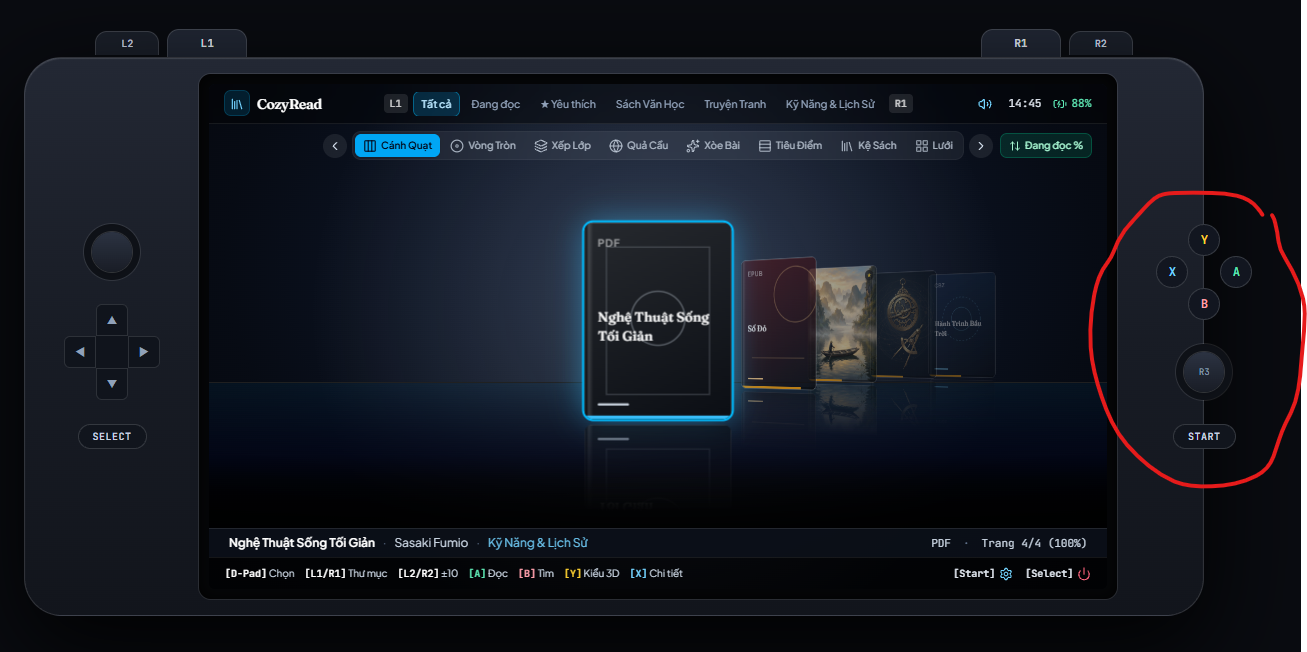 L2 L1 R1 R2
CozyRead L1 Tất cả Đang đọc ★ Yêu thích Sách Văn Học Truyện Tranh Kỹ Năng & Lịch Sử R1 14:45 88%
Cánh Quạt Vòng Tròn Xếp Lớp Quả Cầu Xòe Bài Tiêu Điểm Kệ Sách Lưới Đang đọc %
PDF
Nghệ Thuật Sống
Tối Giản
EPUB
Số Đỏ
Hành Trình Bầu
Trời
Y
X A
B
R3
SELECT START
Nghệ Thuật Sống Tối Giản · Sasaki Fumio · Kỹ Năng & Lịch Sử PDF · Trang 4/4 (100%)
[D-Pad] Chọn [L1/R1] Thư mục [L2/R2] ±10 [A] Đọc [B] Tìm [Y] Kiểu 3D [X] Chi tiết [Start] [Select]